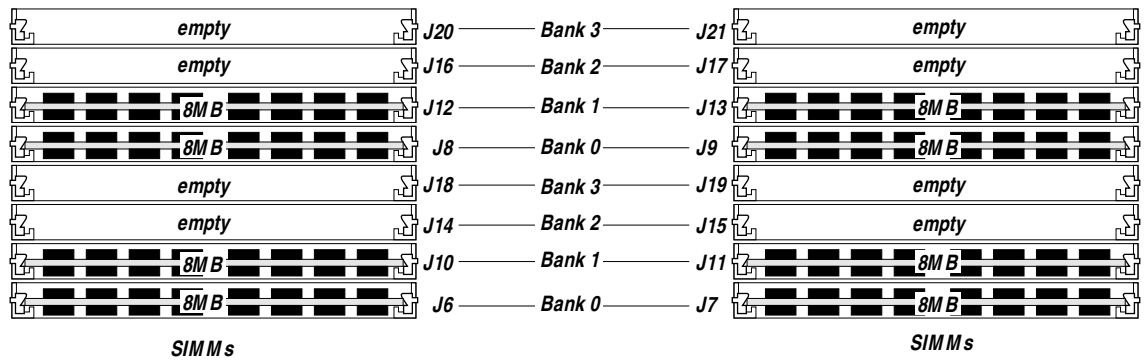 empty J20 Bank 3 J21 empty
empty J16 Bank 2 J17 empty
8MB J12 Bank 1 J13 8MB
8MB J8 Bank 0 J9 8MB
empty J18 Bank 3 J19 empty
empty J14 Bank 2 J15 empty
8MB J10 Bank 1 J11 8MB
8MB J6 Bank 0 J7 8MB
SIMMs SIMMs